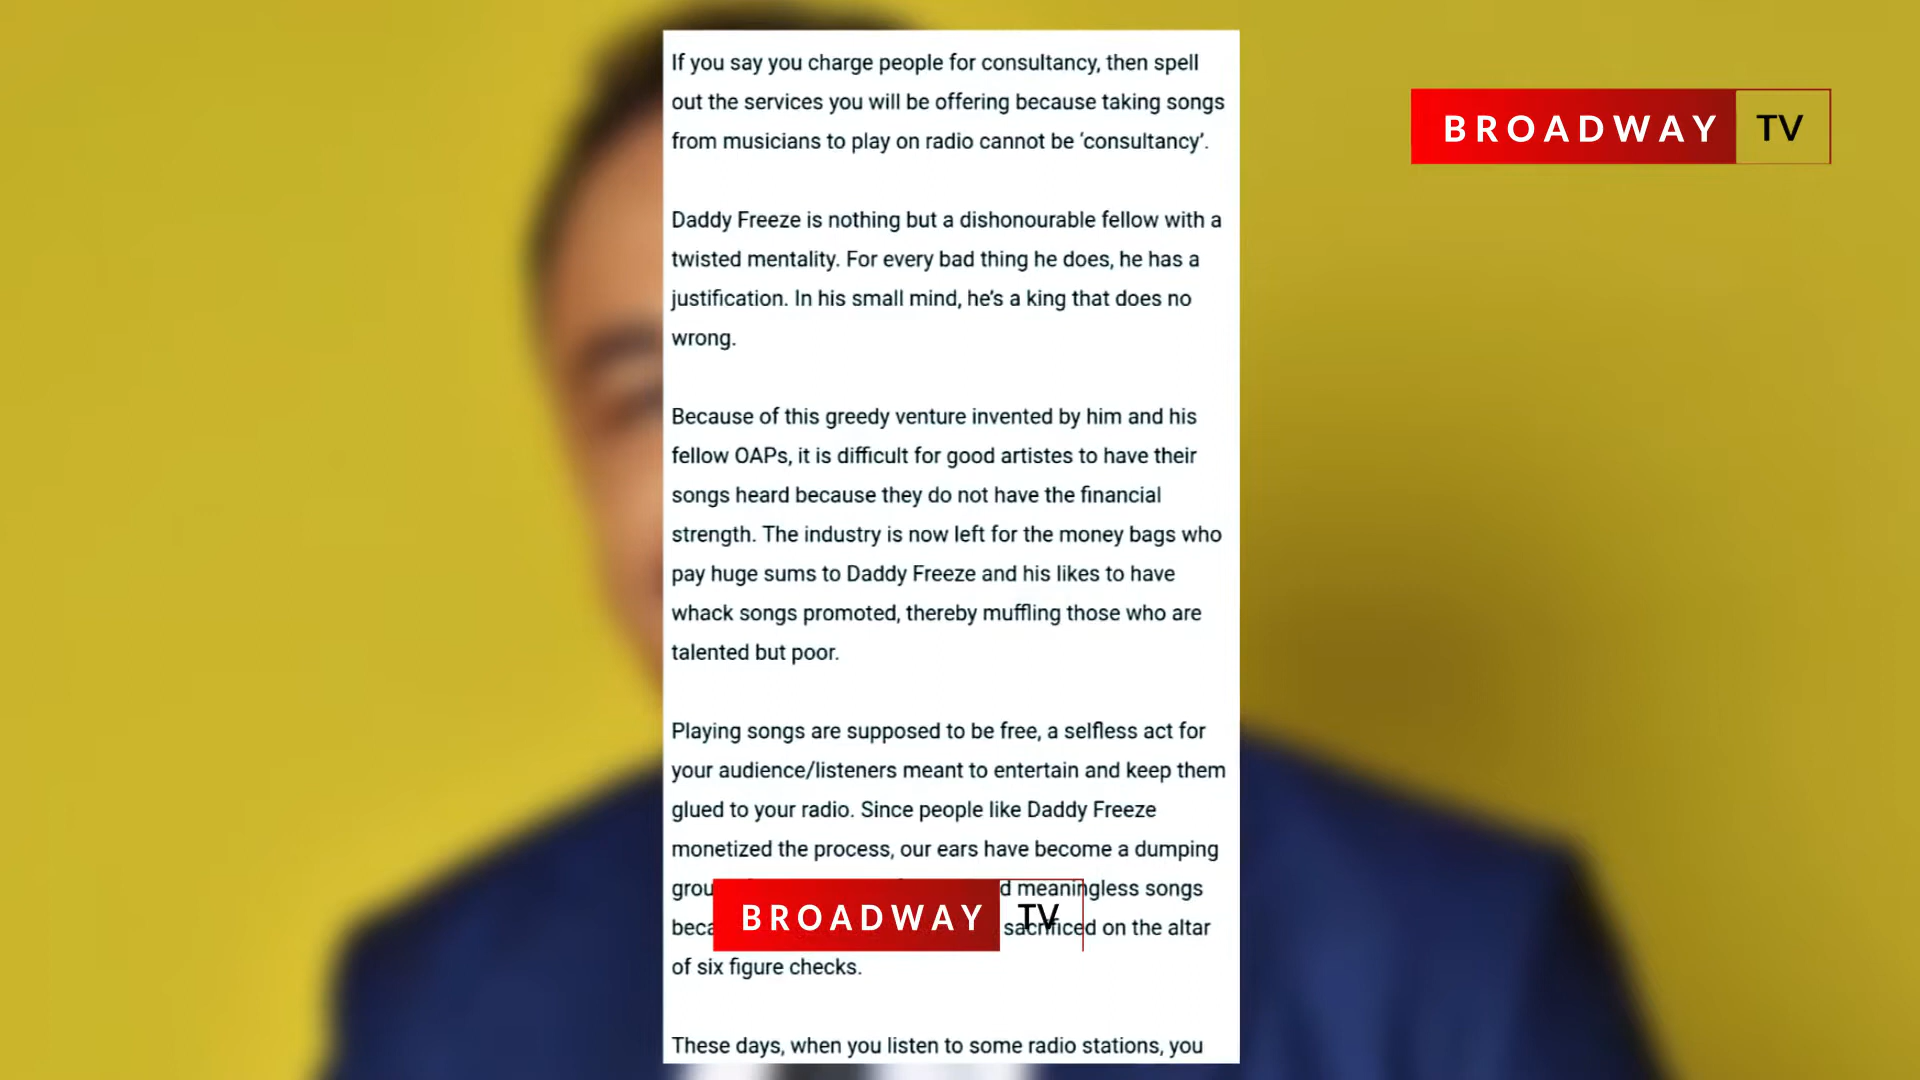 If you say you charge people for consultancy, then spell
out the services you will be offering because taking songs
from musicians to play on radio cannot be ‘consultancy’.
Daddy Freeze is nothing but a dishonourable fellow with a
twisted mentality. For every bad thing he does, he has a
justification. In his small mind, he’s a king that does no
wrong.
Because of this greedy venture invented by him and his
fellow OAPs, it is difficult for good artistes to have their
songs heard because they do not have the financial
strength. The industry is now left for the money bags who
pay huge sums to Daddy Freeze and his likes to have
whack songs promoted, thereby muffling those who are
talented but poor.
Playing songs are supposed to be free, a selfless act for
your audience/listeners meant to entertain and keep them
glued to your radio. Since people like Daddy Freeze
monetized the process, our ears have become a dumping
meaningless songs
sacrificed on the altar
of six figure checks.
These days, when you listen to some radio stations, you
BROADWAY TV
BROADWAY TV